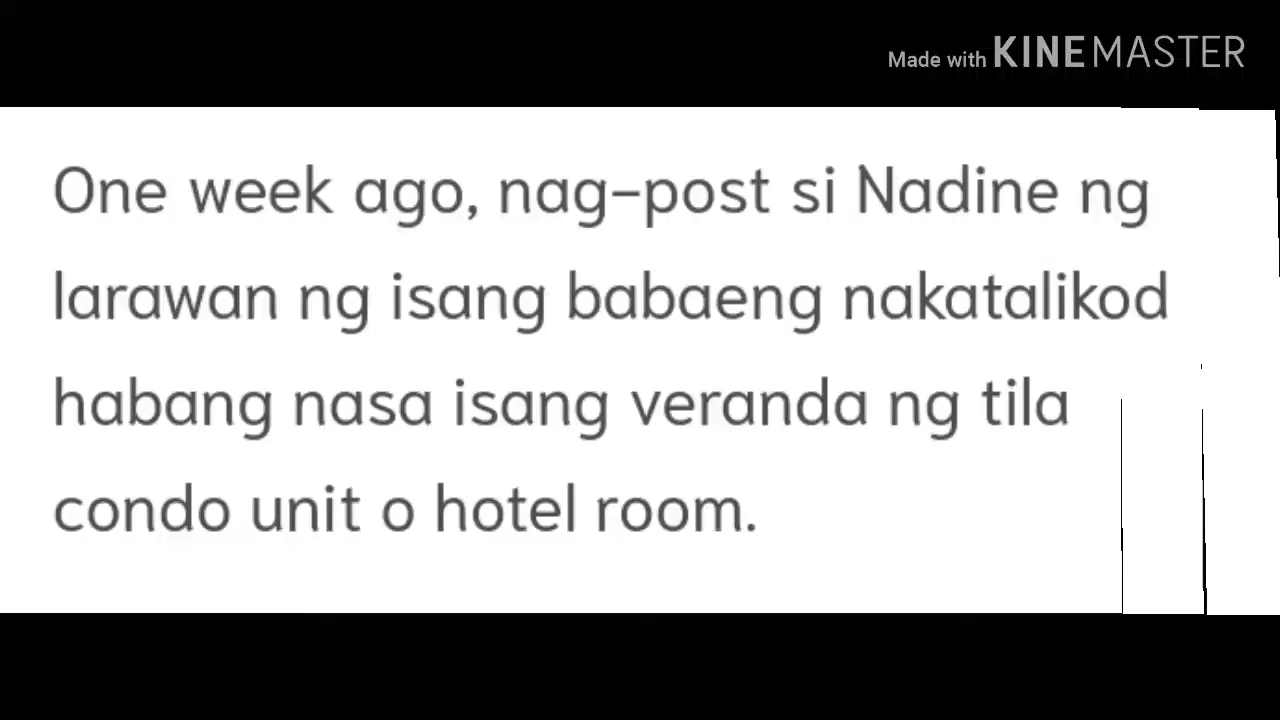 Made with KINEMASTER
One week ago, nag-post si Nadine ng
larawan ng isang babaeng nakatalikod
habang nasa isang veranda ng tila
condo unit o hotel room.